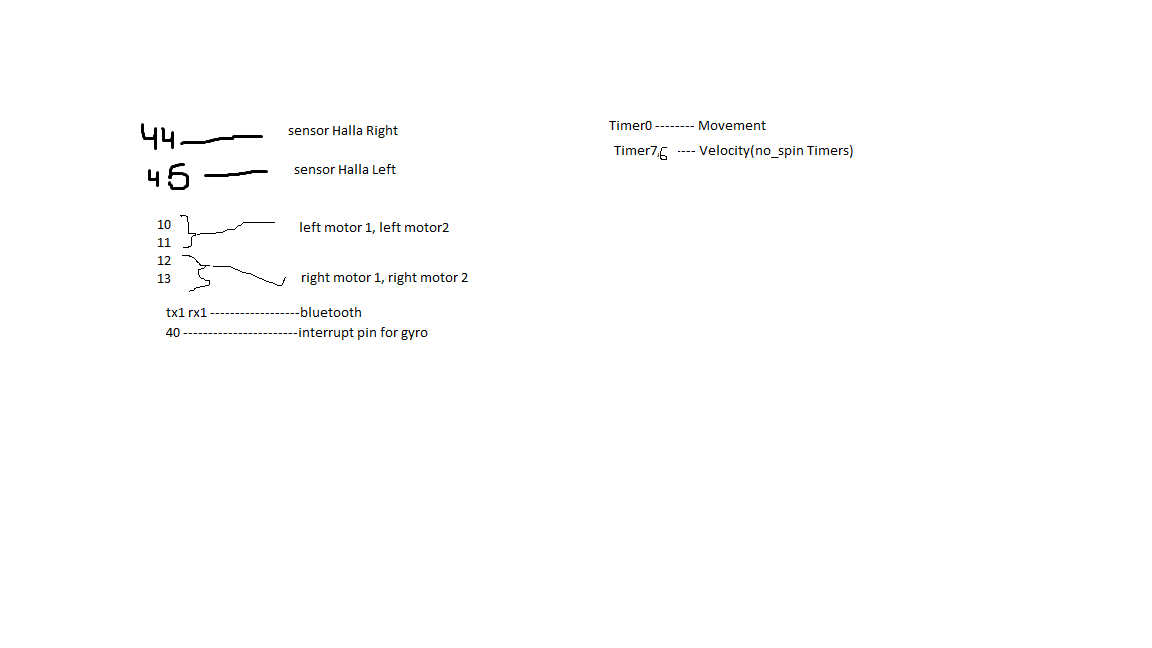 44 sensor Halla Right
45 sensor Halla Left
10
11
left motor 1, left motor2
12
13
right motor 1, right motor 2
tx1 rx1 ------------------bluetooth
40 -----------------------interrupt pin for gyro
Timer0 -------- Movement
Timer7,6 ---- Velocity(no_spin Timers)